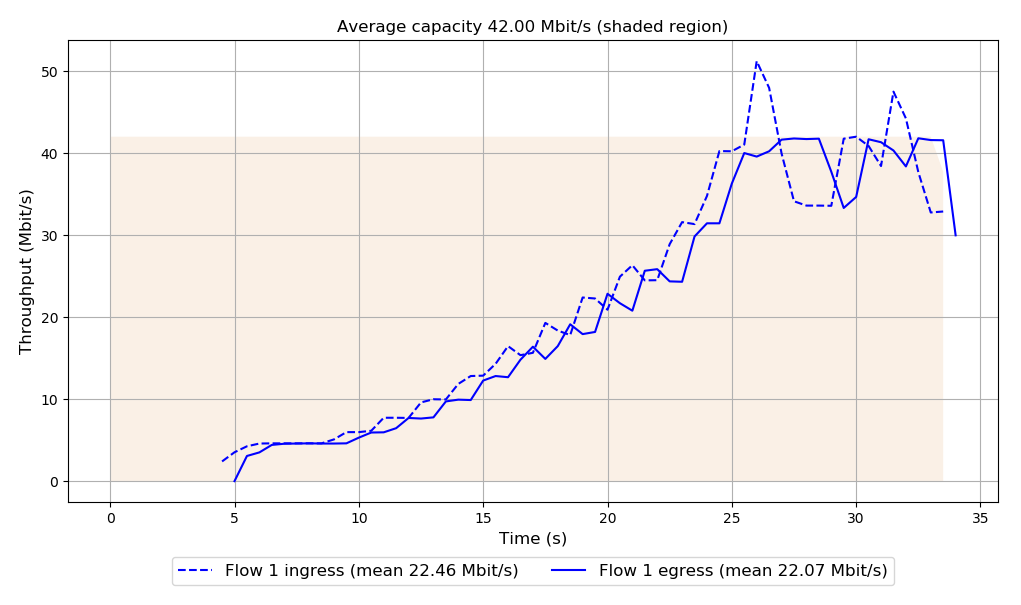 Average capacity 42.00 Mbit/s (shaded region)
Throughput (Mbit/s)
50
40
30
20
10
0
0 5 10 15 20 25 30 35
Time (s)
Flow 1 ingress (mean 22.46 Mbit/s) Flow 1 egress (mean 22.07 Mbit/s)